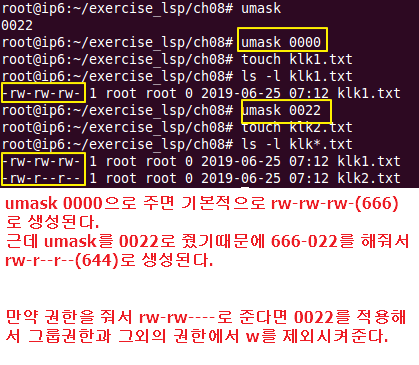 root@ip6:~/exercise_lsp/ch08# umask
0022
root@ip6:~/exercise_lsp/ch08# umask 0000
root@ip6:~/exercise_lsp/ch08# touch klk1.txt
root@ip6:~/exercise_lsp/ch08# ls -l klk1.txt
-rw-rw-rw- 1 root root 0 2019-06-25 07:12 klk1.txt
root@ip6:~/exercise_lsp/ch08# umask 0022
root@ip6:~/exercise_lsp/ch08# touch klk2.txt
root@ip6:~/exercise_lsp/ch08# ls -l klk*.txt
-rw-rw-rw- 1 root root 0 2019-06-25 07:12 klk1.txt
-rw-r--r-- 1 root root 0 2019-06-25 07:12 klk2.txt
umask 0000으로 주면 기본적으로 rw-rw-rw-(666)
로 생성된다.
근데 umask를 0022로 줬기때문에 666-022를 해줘서
rw-r--r--(644)로 생성된다.
만약 권한을 줘서 rw-rw----로 준다면 0022를 적용해
서 그룹권한과 그외의 권한에서 w를 제외시켜준다.